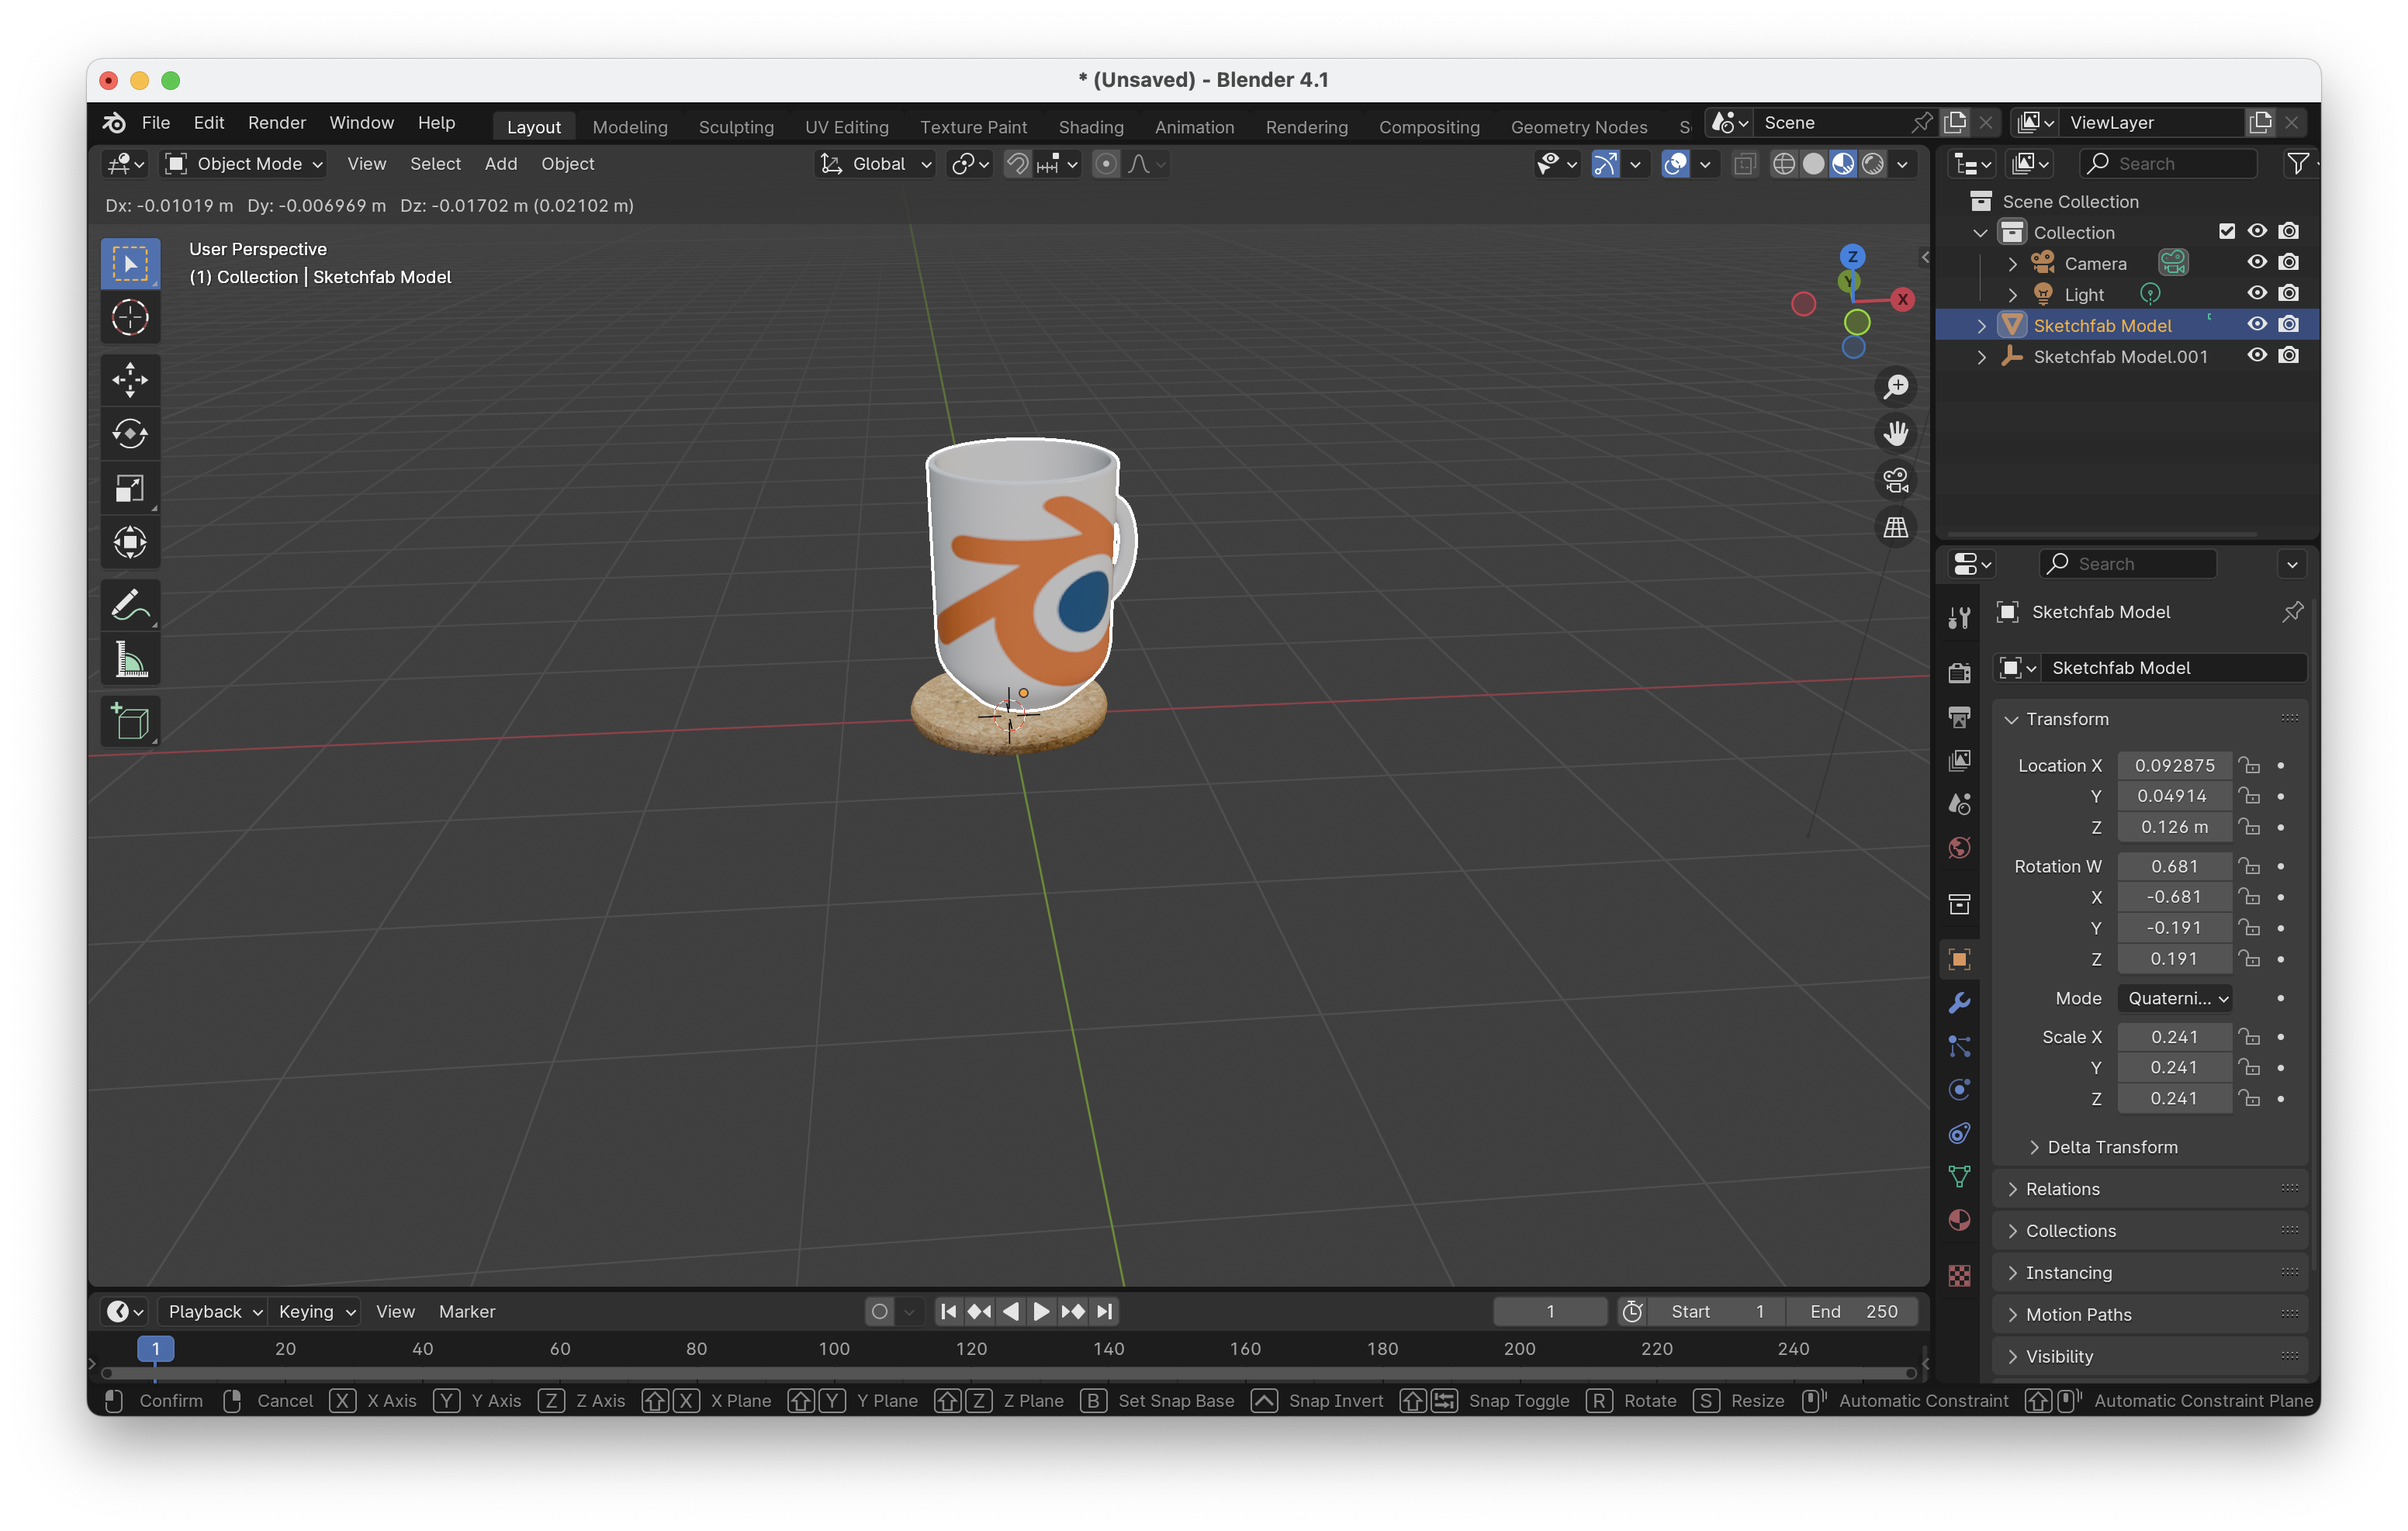 * (Unsaved) - Blender 4.1
File Edit Render Window Help
Layout Modeling Sculpting UV Editing Texture Paint Shading Animation Rendering Compositing Geometry Nodes
Scene
ViewLayer
Object Mode View Select Add Object
Global
Search
Dx: -0.01019 m Dy: -0.006969 m Dz: -0.01702 m (0.02102 m)
User Perspective
(1) Collection | Sketchfab Model
Z
Y
X
Scene Collection
Collection
Camera
Light
Sketchfab Model
Sketchfab Model.001
Search
Sketchfab Model
Sketchfab Model
Transform
Location X 0.092875
Y 0.04914
Z 0.126 m
Rotation W 0.681
X -0.681
Y -0.191
Z 0.191
Mode Quaterni...
Scale X 0.241
Y 0.241
Z 0.241
Delta Transform
Relations
Collections
Instancing
Motion Paths
Visibility
Playback Keying View Marker
1
Start 1
End 250
1 20 40 60 80 100 120 140 160 180 200 220 240
Confirm Cancel X X Axis Y Y Axis Z Z Axis X X Plane Y Y Plane Z Z Plane B Set Snap Base Snap Invert Snap Toggle R Rotate S Resize Automatic Constraint Automatic Constraint Plane